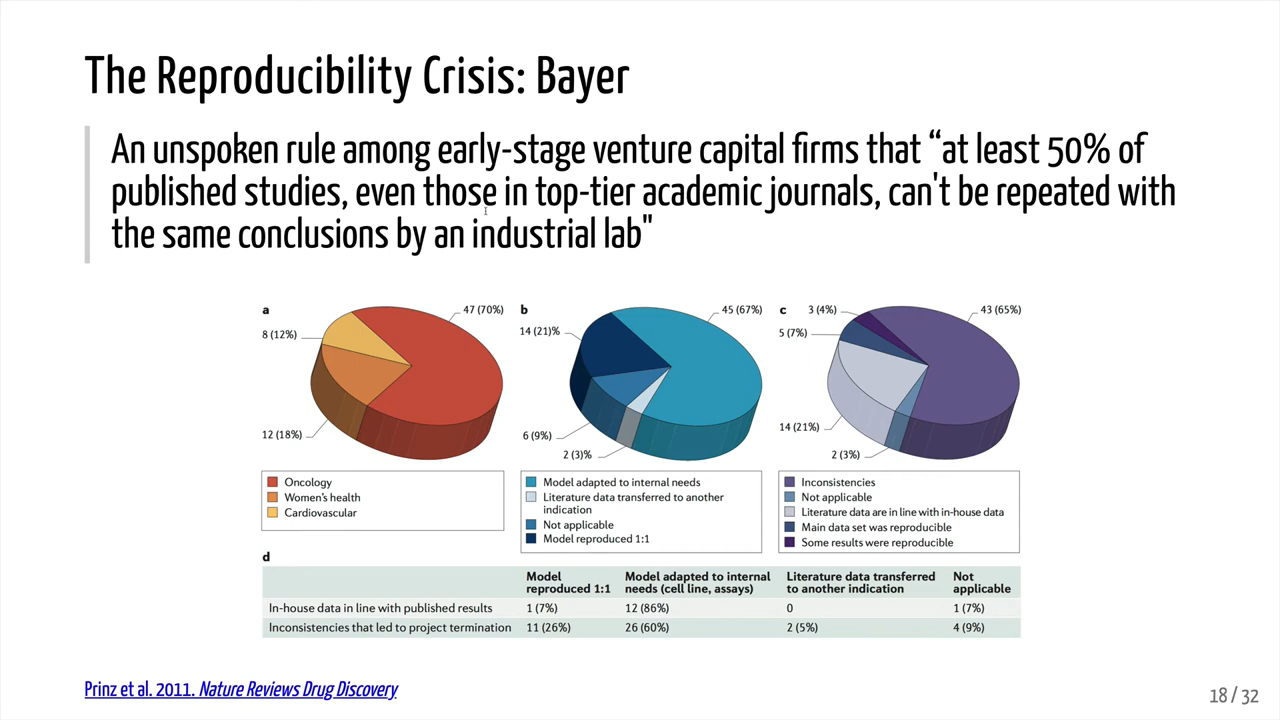 The Reproducibility Crisis: Bayer
An unspoken rule among early-stage venture capital firms that “at least 50% of
published studies, even those in top-tier academic journals, can't be repeated with
the same conclusions by an industrial lab"
a
47 (70%)
8 (12%)
12 (18%)
Oncology
Women’s health
Cardiovascular
b
45 (67%)
14 (21)%
6 (9%)
2 (3)%
Model adapted to internal needs
Literature data transferred to another
indication
Not applicable
Model reproduced 1:1
c
3 (4%)
43 (65%)
5 (7%)
14 (21%)
2 (3%)
Inconsistencies
Not applicable
Literature data are in line with in-house data
Main data set was reproducible
Some results were reproducible
d
Model reproduced 1:1
Model adapted to internal needs (cell line, assays)
Literature data transferred to another indication
Not applicable
In-house data in line with published results 1 (7%) 12 (86%) 0 1 (7%)
Inconsistencies that led to project termination 11 (26%) 26 (60%) 2 (5%) 4 (9%)
Prinz et al. 2011. Nature Reviews Drug Discovery
18 / 32